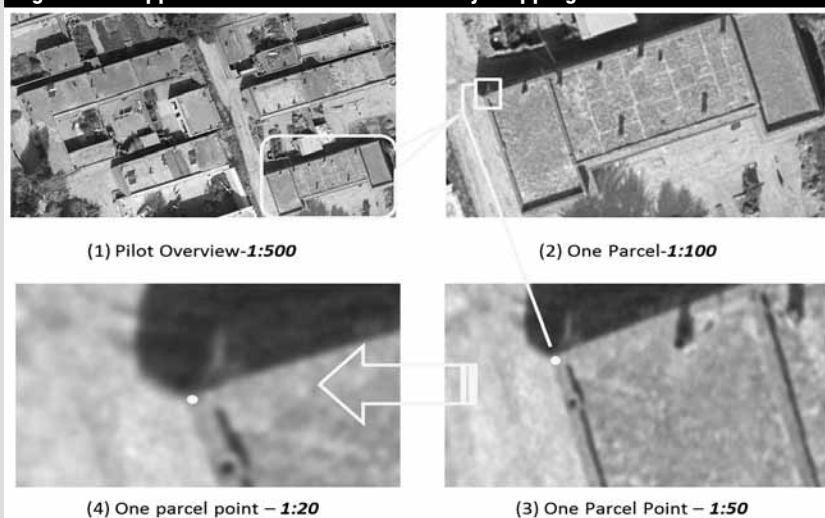 (1) Pilot Overview-1:500
(2) One Parcel-1:100
(4) One parcel point – 1:20
(3) One Parcel Point – 1:50